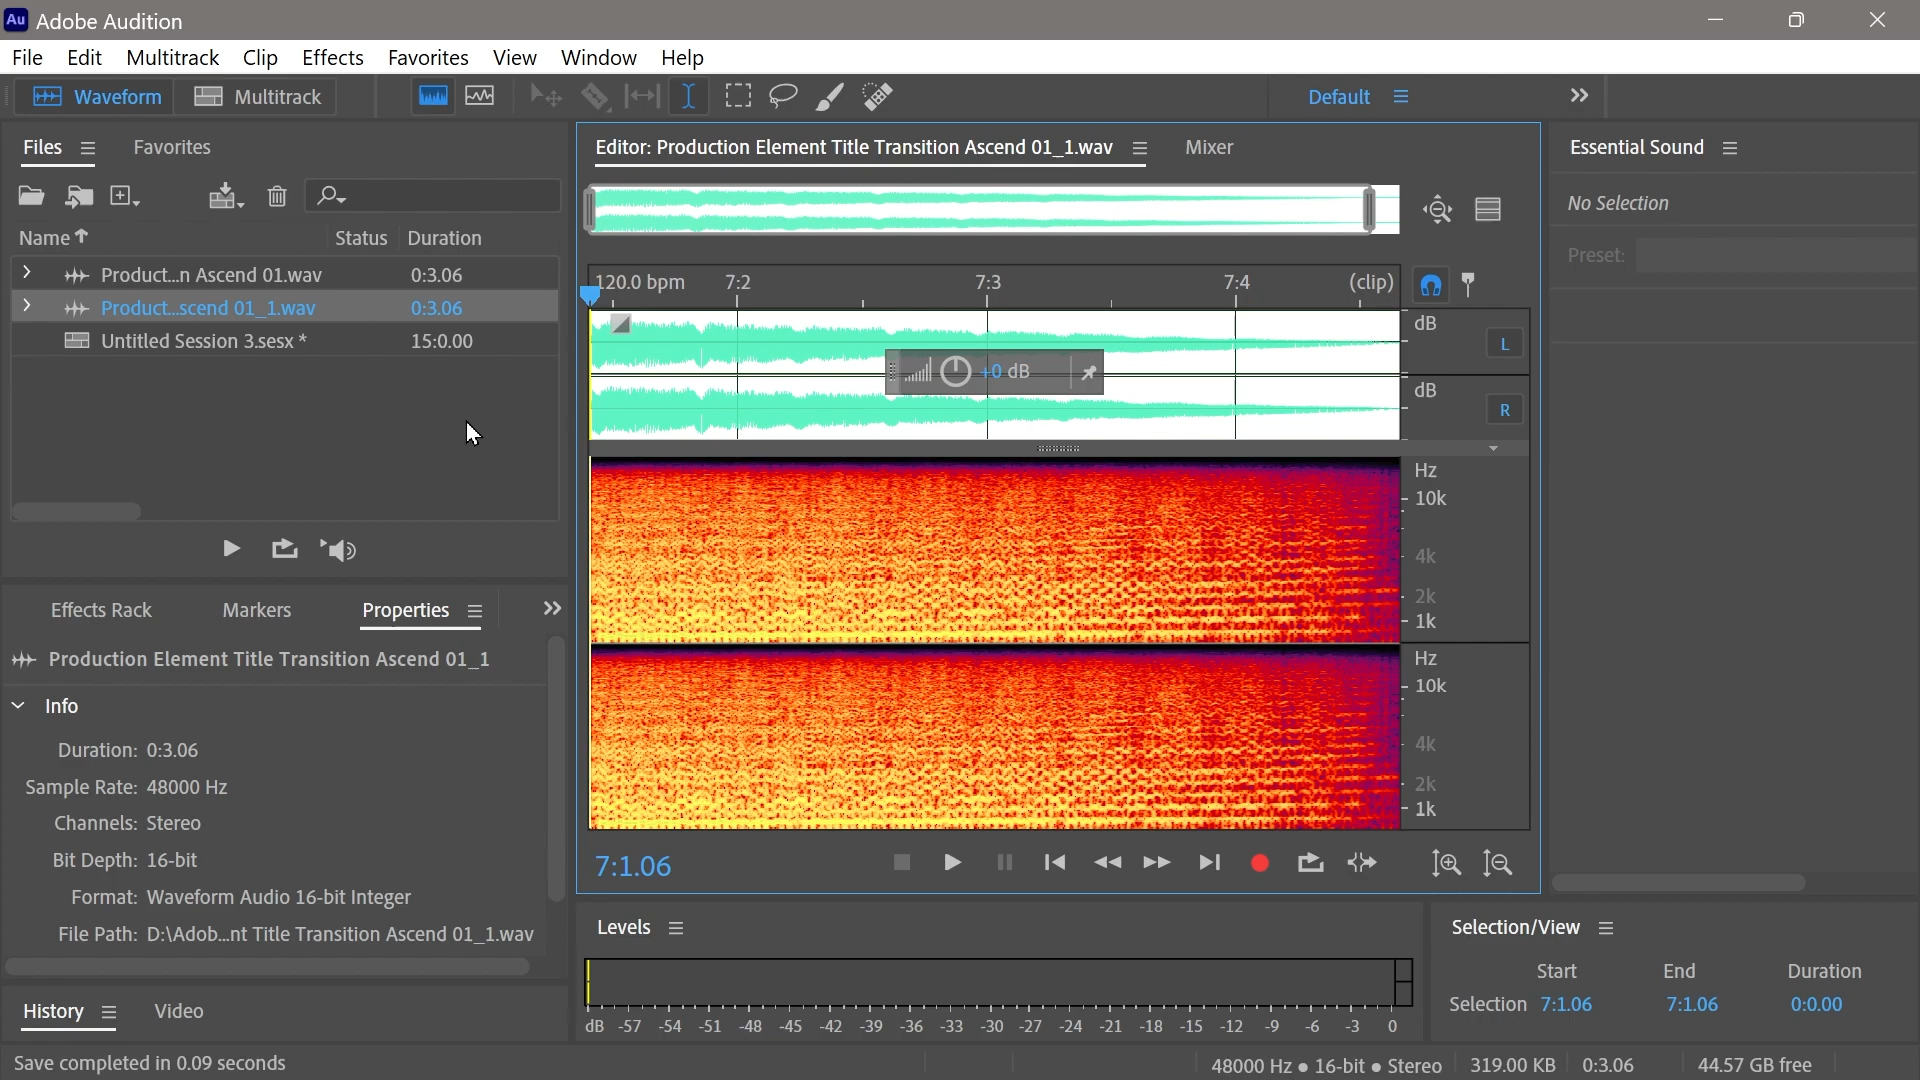 Au Adobe Audition
File Edit Multitrack Clip Effects Favorites View Window Help
Waveform Multitrack Default
Files Favorites
Name Status Duration
Product...n Ascend 01.wav 0:3.06
Product...scend 01_1.wav 0:3.06
Untitled Session 3.sesx * 15:0.00
Effects Rack Markers Properties
Production Element Title Transition Ascend 01_1
Info
Duration: 0:3.06
Sample Rate: 48000 Hz
Channels: Stereo
Bit Depth: 16-bit
Format: Waveform Audio 16-bit Integer
File Path: D:\Adob...nt Title Transition Ascend 01_1.wav
History Video
Save completed in 0.09 seconds
Editor: Production Element Title Transition Ascend 01_1.wav Mixer
120.0 bpm 7:2 7:3 7:4 (clip)
dB
L
+0 dB
dB
R
Hz
10k
4k
2k
1k
Hz
10k
4k
2k
1k
7:1.06
Levels
dB -57 -54 -51 -48 -45 -42 -39 -36 -33 -30 -27 -24 -21 -18 -15 -12 -9 -6 -3 0
Essential Sound
No Selection
Preset:
Selection/View
Start End Duration
Selection 7:1.06 7:1.06 0:0.00
48000 Hz • 16-bit • Stereo 319.00 KB 0:3.06 44.57 GB free